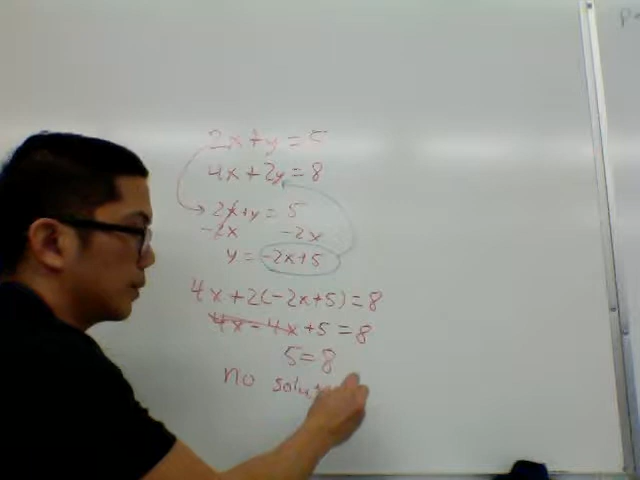 2x+y=5
4x+2y=8
2x+y=5
-2x -2x
y=-2x+5
4x+2(-2x+5)=8
4x-4x+5=8
5=8
no